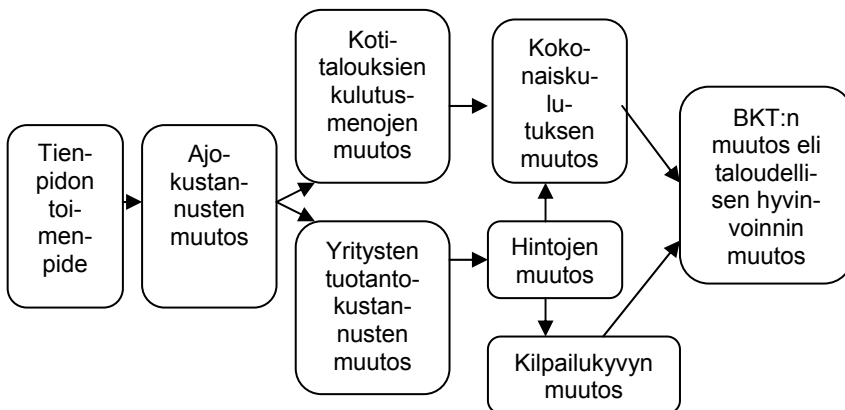 Tien-
pidon
toi-
men-
pide
Ajo-
kustan-
nusten
muutos
Koti-
talouksien
kulutus-
menojen
muutos
Yritysten
tuotanto-
kustan-
nusten
muutos
Koko-
naisku-
lu-
tuksen
muutos
Hintojen
muutos
Kilpailukyvyn
muutos
BKT:n
muutos eli
taloudelli-
sen hyvin-
voinnin
muutos